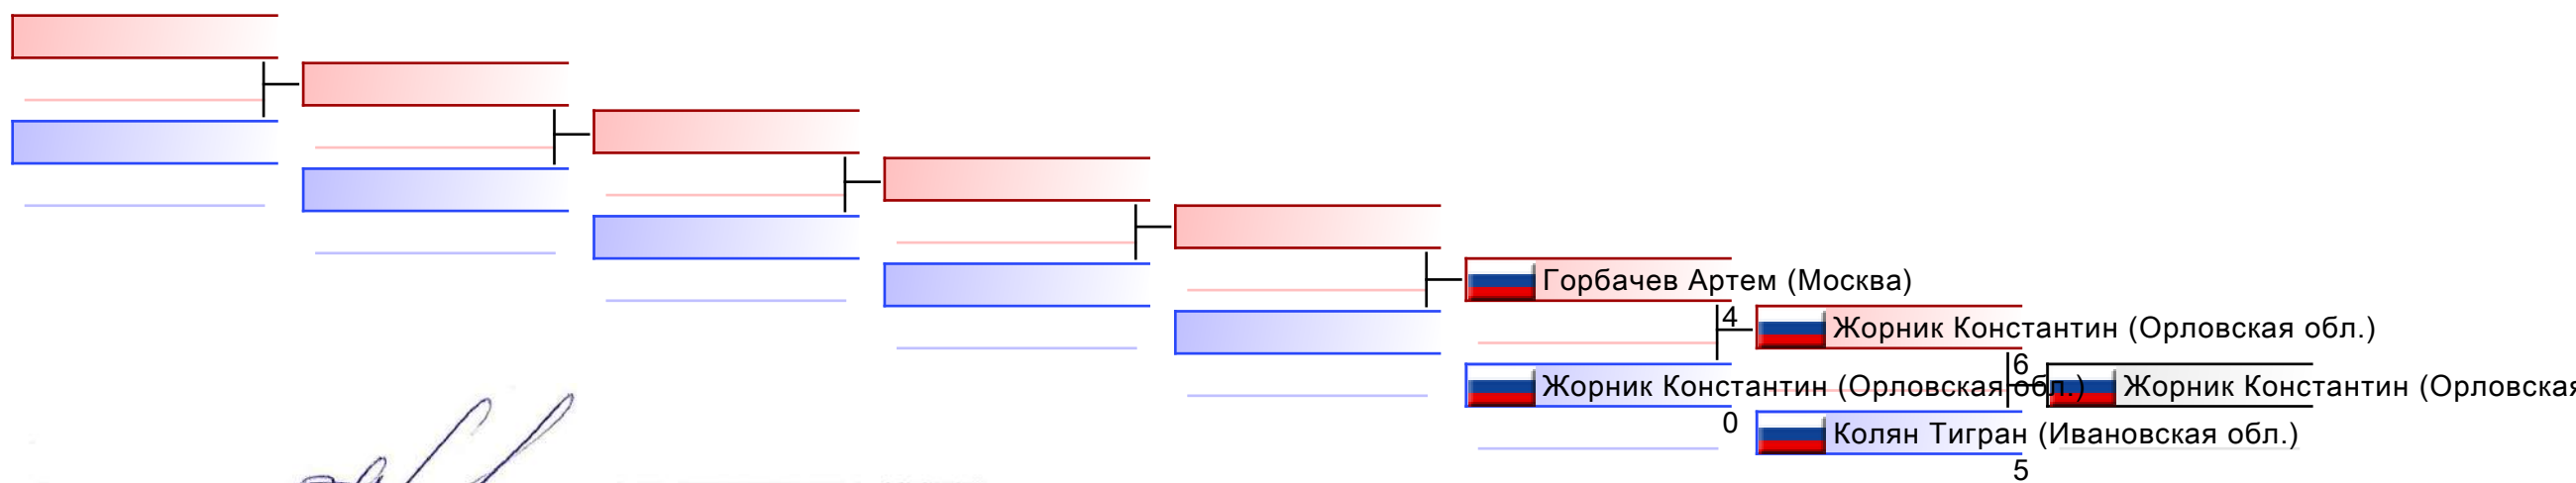 Горбачев Артем (Москва)
4
Жорник Константин (Орловская обл.)
6
Жорник Константин (Орловская обл.)
Жорник Константин (Орловская
0
Колян Тигран (Ивановская обл.)
5